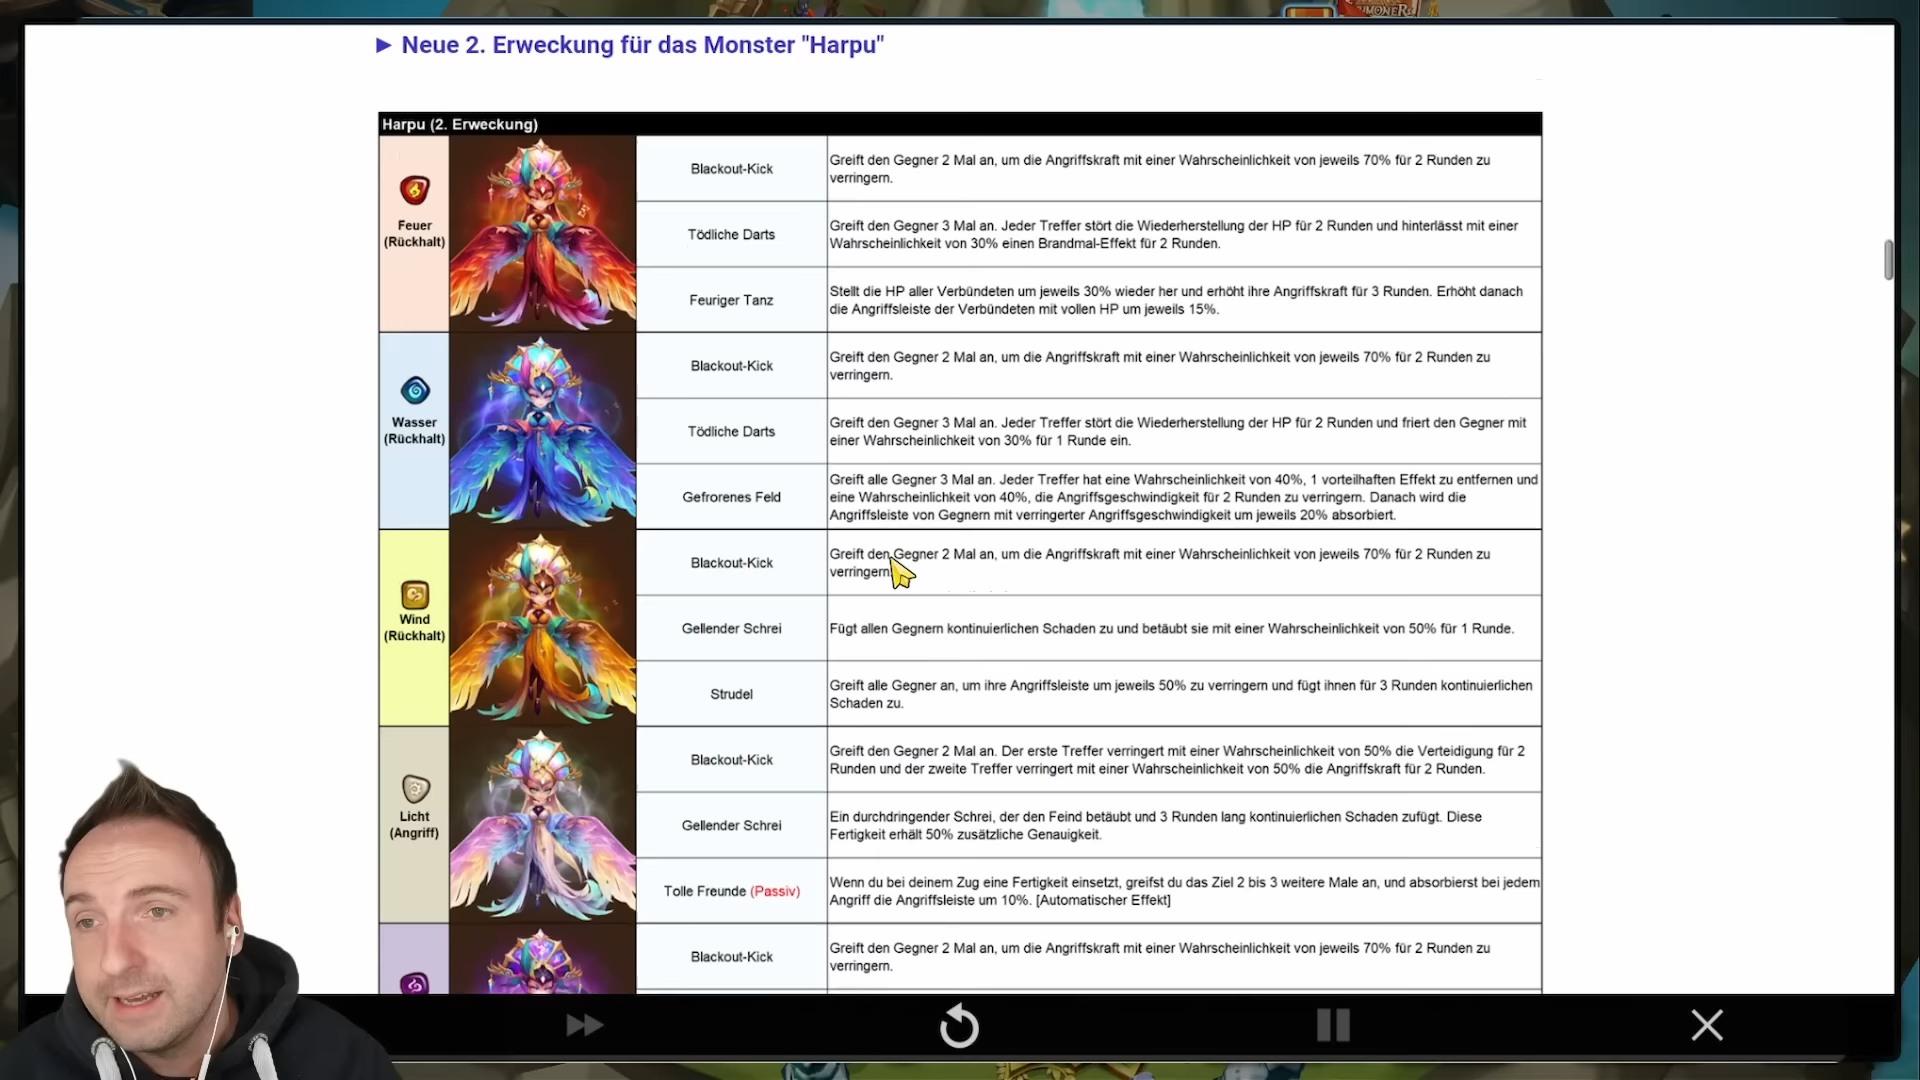 SUMMONERS
► Neue 2. Erweckung für das Monster "Harpu"
Harpu (2. Erweckung)
Feuer
(Rückhalt)
Blackout-Kick
Greift den Gegner 2 Mal an, um die Angriffskraft mit einer Wahrscheinlichkeit von jeweils 70% für 2 Runden zu
verringern.
Tödliche Darts
Greift den Gegner 3 Mal an. Jeder Treffer stört die Wiederherstellung der HP für 2 Runden und hinterlässt mit einer
Wahrscheinlichkeit von 30% einen Brandmal-Effekt für 2 Runden.
Feuriger Tanz
Stellt die HP aller Verbündeten um jeweils 30% wieder her und erhöht ihre Angriffskraft für 3 Runden. Erhöht danach
die Angriffsleiste der Verbündeten mit vollen HP um jeweils 15%.
Wasser
(Rückhalt)
Blackout-Kick
Greift den Gegner 2 Mal an, um die Angriffskraft mit einer Wahrscheinlichkeit von jeweils 70% für 2 Runden zu
verringern.
Tödliche Darts
Greift den Gegner 3 Mal an. Jeder Treffer stört die Wiederherstellung der HP für 2 Runden und friert den Gegner mit
einer Wahrscheinlichkeit von 30% für 1 Runde ein.
Gefrorenes Feld
Greift alle Gegner 3 Mal an. Jeder Treffer hat eine Wahrscheinlichkeit von 40%, 1 vorteilhaften Effekt zu entfernen und
eine Wahrscheinlichkeit von 40%, die Angriffsgeschwindigkeit für 2 Runden zu verringern. Danach wird die
Angriffsleiste von Gegnern mit verringerter Angriffsgeschwindigkeit um jeweils 20% absorbiert.
Wind
(Rückhalt)
Blackout-Kick
Greift den Gegner 2 Mal an, um die Angriffskraft mit einer Wahrscheinlichkeit von jeweils 70% für 2 Runden zu
verringern.
Gellender Schrei
Fügt allen Gegnern kontinuierlichen Schaden zu und betäubt sie mit einer Wahrscheinlichkeit von 50% für 1 Runde.
Strudel
Greift alle Gegner an, um ihre Angriffsleiste um jeweils 50% zu verringern und fügt ihnen für 3 Runden kontinuierlichen
Schaden zu.
Licht
(Angriff)
Blackout-Kick
Greift den Gegner 2 Mal an. Der erste Treffer verringert mit einer Wahrscheinlichkeit von 50% die Verteidigung für 2
Runden und der zweite Treffer verringert mit einer Wahrscheinlichkeit von 50% die Angriffskraft für 2 Runden.
Gellender Schrei
Ein durchdringender Schrei, der den Feind betäubt und 3 Runden lang kontinuierlichen Schaden zufügt. Diese
Fertigkeit erhält 50% zusätzliche Genauigkeit.
Tolle Freunde (Passiv)
Wenn du bei deinem Zug eine Fertigkeit einsetzt, greifst du das Ziel 2 bis 3 weitere Male an, und absorbierst bei jedem
Angriff die Angriffsleiste um 10%. [Automatischer Effekt]
Blackout-Kick
Greift den Gegner 2 Mal an, um die Angriffskraft mit einer Wahrscheinlichkeit von jeweils 70% für 2 Runden zu
verringern.